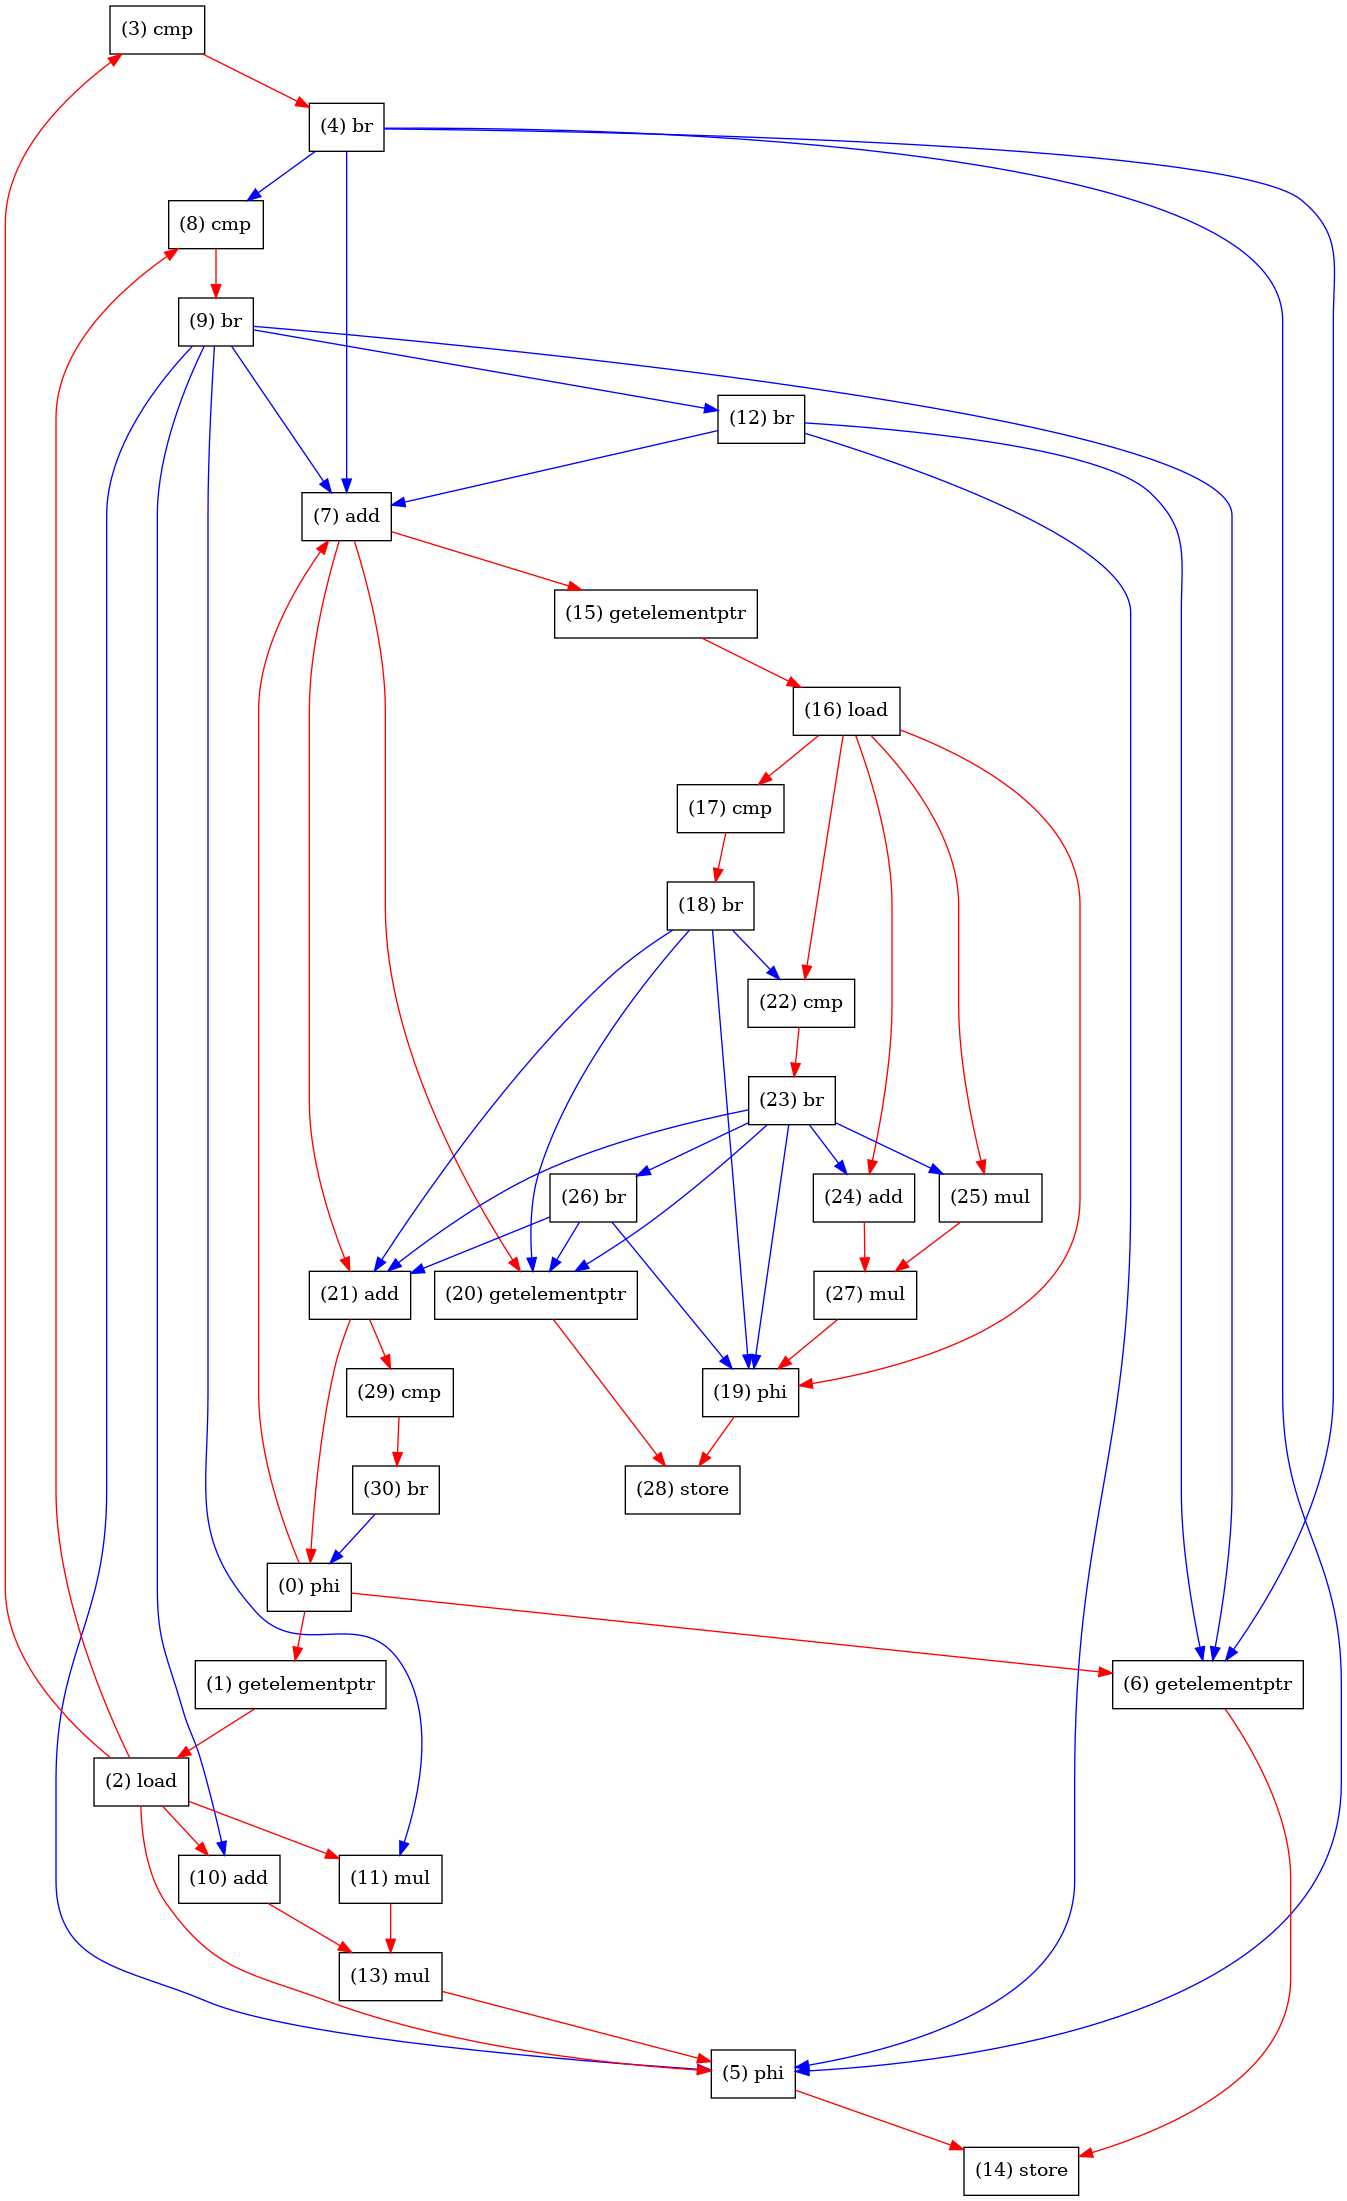 (3) cmp
(4) br
(8) cmp
(9) br
(12) br
(7) add
(15) getelementptr
(16) load
(17) cmp
(18) br
(22) cmp
(23) br
(26) br
(24) add
(25) mul
(21) add
(20) getelementptr
(27) mul
(29) cmp
(19) phi
(30) br
(28) store
(0) phi
(1) getelementptr
(6) getelementptr
(2) load
(10) add
(11) mul
(13) mul
(5) phi
(14) store